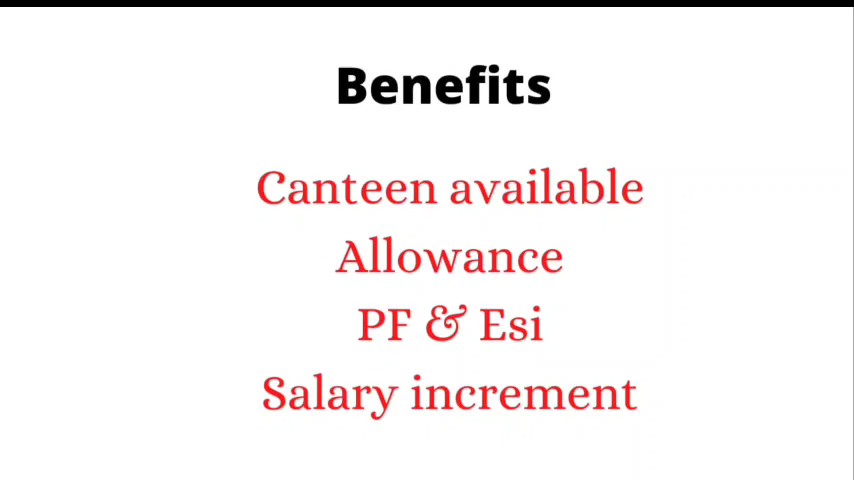 Benefits
Canteen available
Allowance
PF & Esi
Salary increment